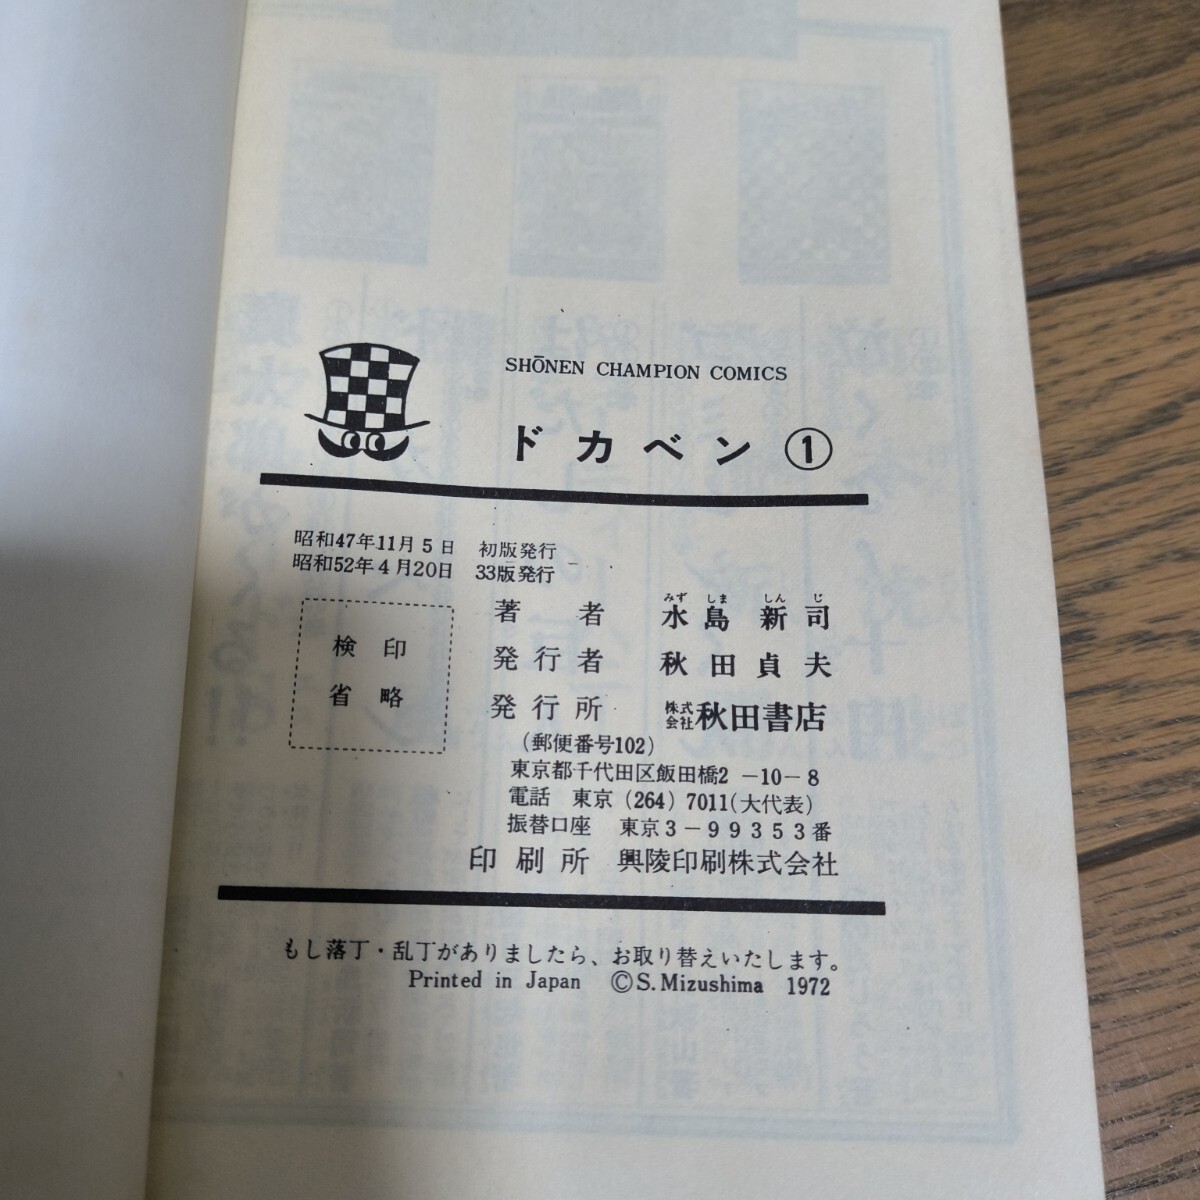 SHŌNEN CHAMPION COMICS
ドカベン①
昭和47年11月5日 初版発行
昭和52年4月20日 33版発行
検印
省略
著者 水島新司
みずしましんじ
発行者 秋田貞夫
発行所 株式会社秋田書店
(郵便番号102)
東京都千代田区飯田橋2-10-8
電話 東京(264)7011(大代表)
振替口座 東京3-99353番
印刷所 興陵印刷株式会社
もし落丁・乱丁がありましたら、お取り替えいたします。
Printed in Japan ©S. Mizushima 1972